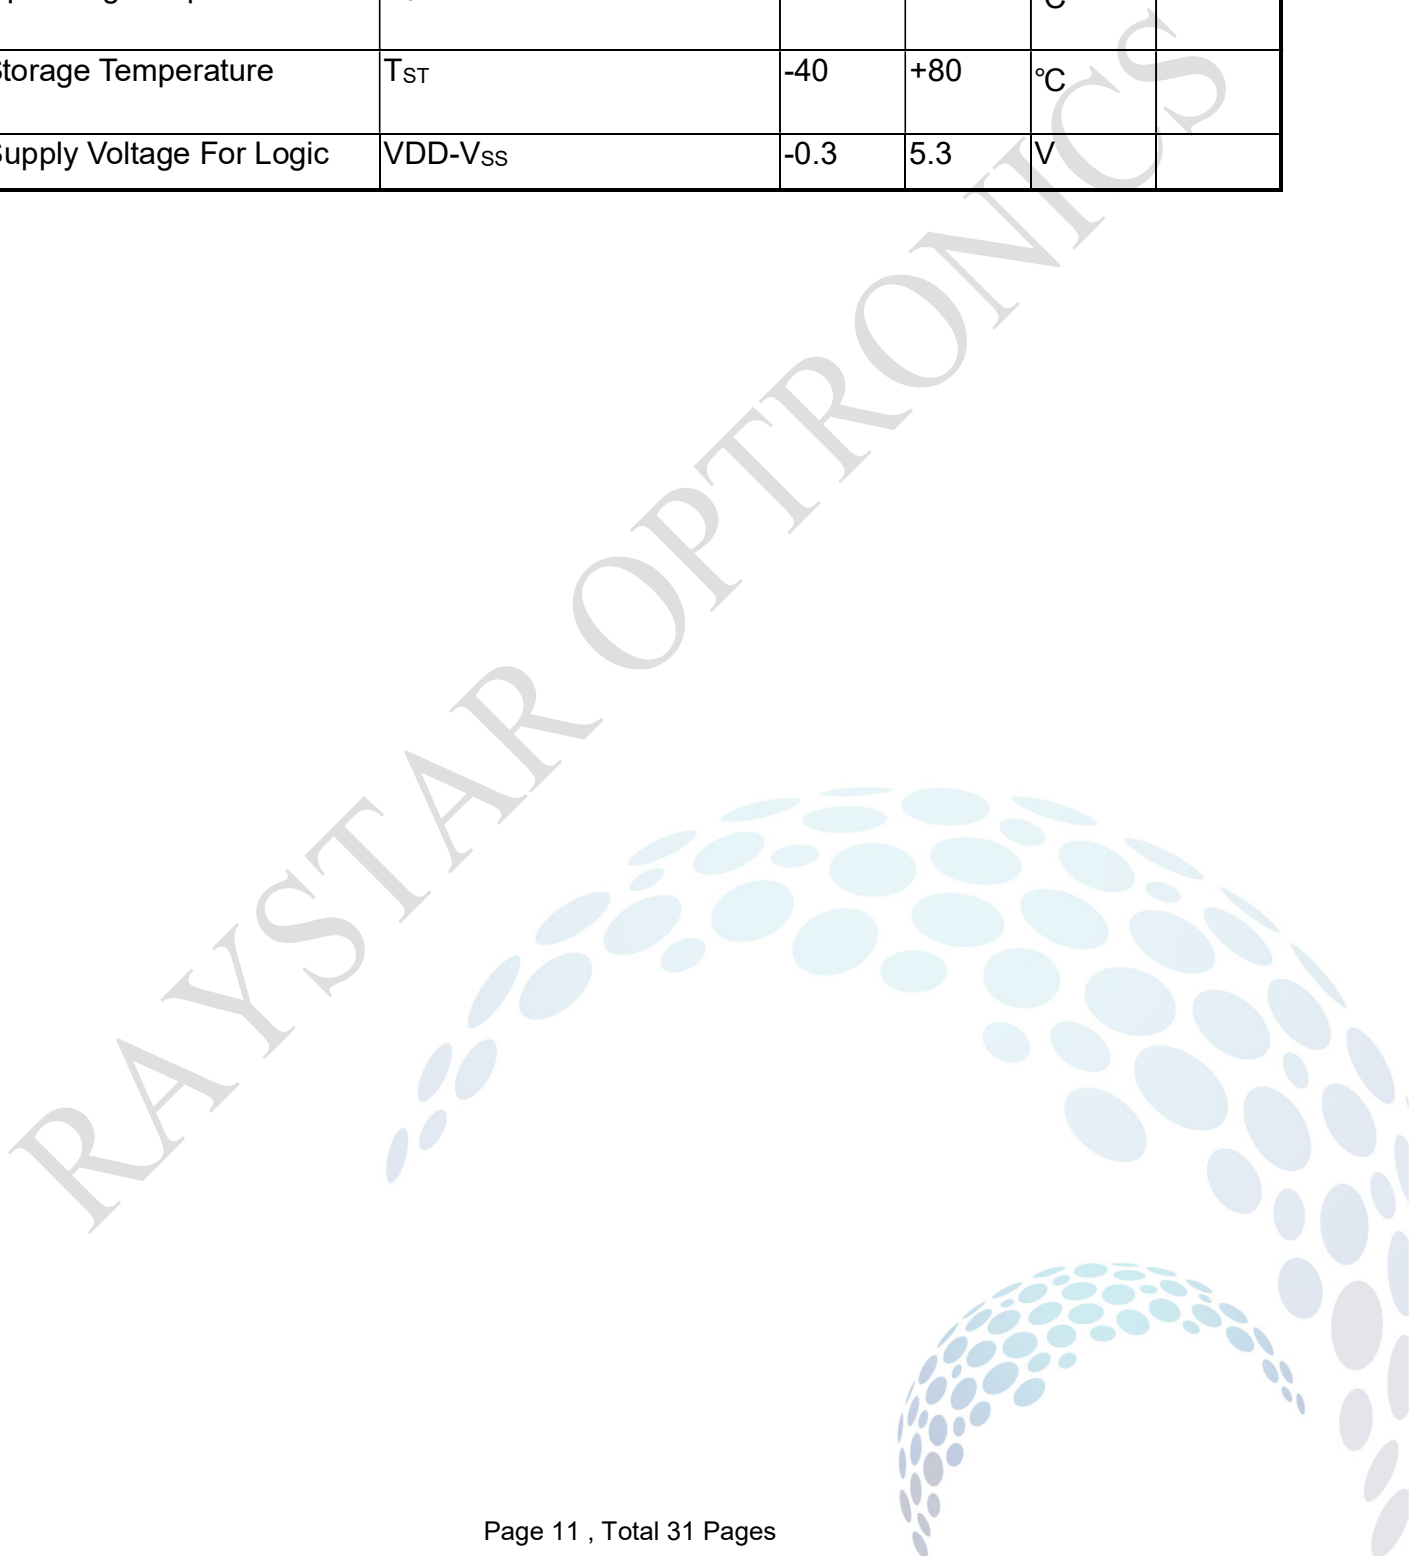 ℃
Storage Temperature TST -40 +80 ℃
Supply Voltage For Logic VDD-VSS -0.3 5.3 V
RAYSTAR OPTRONICS
Page 11 , Total 31 Pages